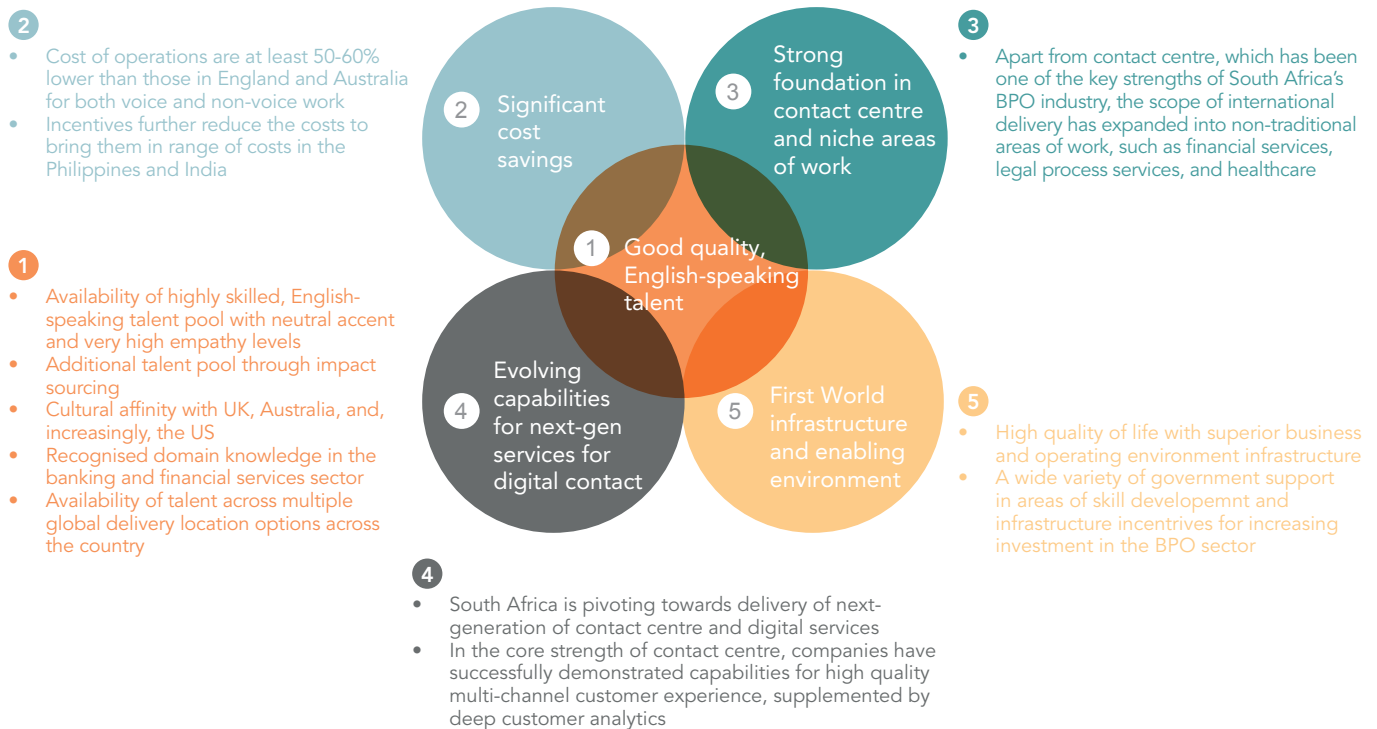 2
• Cost of operations are at least 50-60%
lower than those in England and Australia
for both voice and non-voice work
• Incentives further reduce the costs to
bring them in range of costs in the
Philippines and India
1
• Availability of highly skilled, English-
speaking talent pool with neutral accent
and very high empathy levels
• Additional talent pool through impact
sourcing
• Cultural affinity with UK, Australia, and,
increasingly, the US
• Recognised domain knowledge in the
banking and financial services sector
• Availability of talent across multiple
global delivery location options across
the country
2 Significant
cost
savings
3 Strong
foundation in
contact centre
and niche areas
of work
1 Good quality,
English-speaking
talent
4 Evolving
capabilities
for next-gen
services for
digital contact
5 First World
infrastructure
and enabling
environment
3
• Apart from contact centre, which has been
one of the key strengths of South Africa’s
BPO industry, the scope of international
delivery has expanded into non-traditional
areas of work, such as financial services,
legal process services, and healthcare
5
• High quality of life with superior business
and operating environment infrastructure
• A wide variety of government support
in areas of skill developemnt and
infrastructure incentrives for increasing
investment in the BPO sector
4
• South Africa is pivoting towards delivery of next-
generation of contact centre and digital services
• In the core strength of contact centre, companies have
successfully demonstrated capabilities for high quality
multi-channel customer experience, supplemented by
deep customer analytics